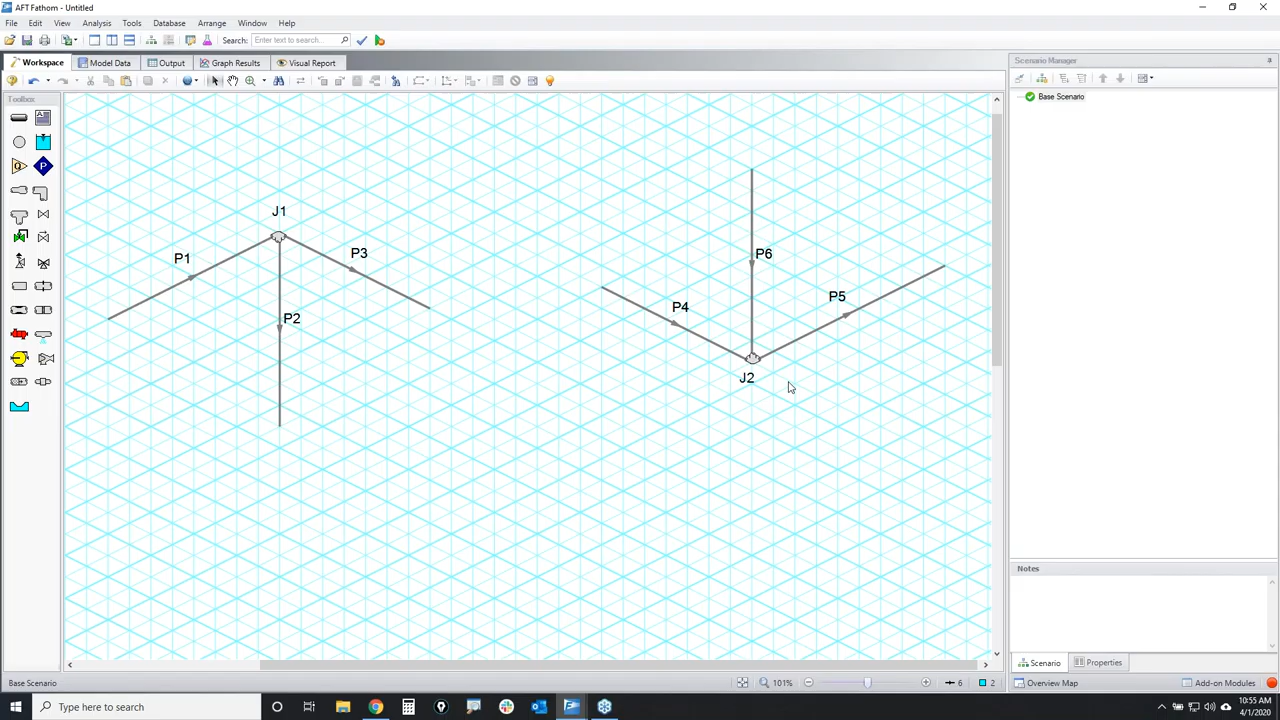 AFT Fathom - Untitled
File Edit View Analysis Tools Database Arrange Window Help
Search: Enter text to search...
Workspace Model Data Output Graph Results Visual Report
Scenario Manager
Toolbox
Base Scenario
J1
P1
P3
P2
P6
P4
P5
J2
Notes
Scenario Properties
Base Scenario
101%
6
2
Overview Map
Add-on Modules
Type here to search
10:55 AM
4/1/2020